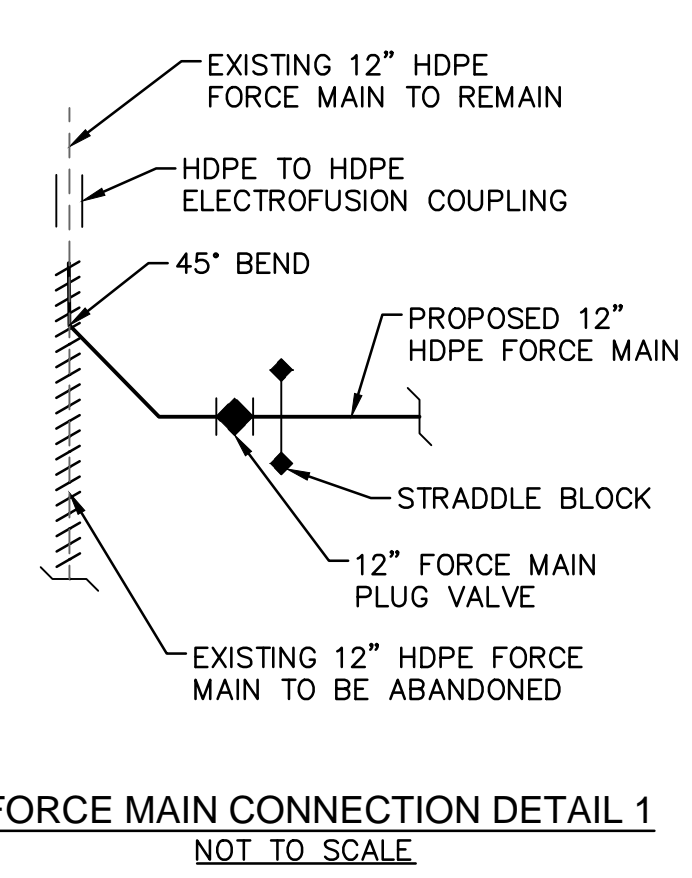 EXISTING 12” HDPE
FORCE MAIN TO REMAIN
HDPE TO HDPE
ELECTROFUSION COUPLING
45° BEND
PROPOSED 12”
HDPE FORCE MAIN
STRADDLE BLOCK
12” FORCE MAIN
PLUG VALVE
EXISTING 12” HDPE FORCE
MAIN TO BE ABANDONED
FORCE MAIN CONNECTION DETAIL 1
NOT TO SCALE